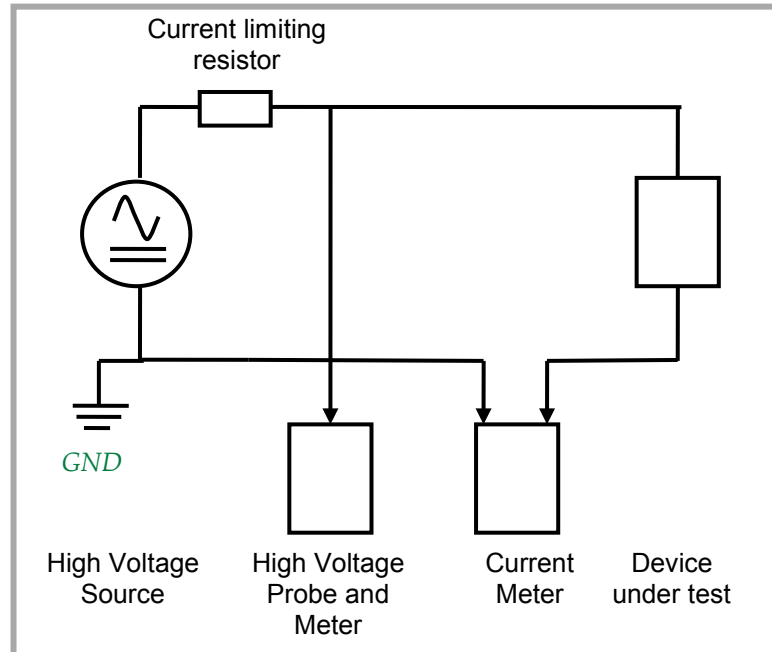 Current limiting
resistor
GND
High Voltage
Source
High Voltage
Probe and
Meter
Current
Meter
Device
under test